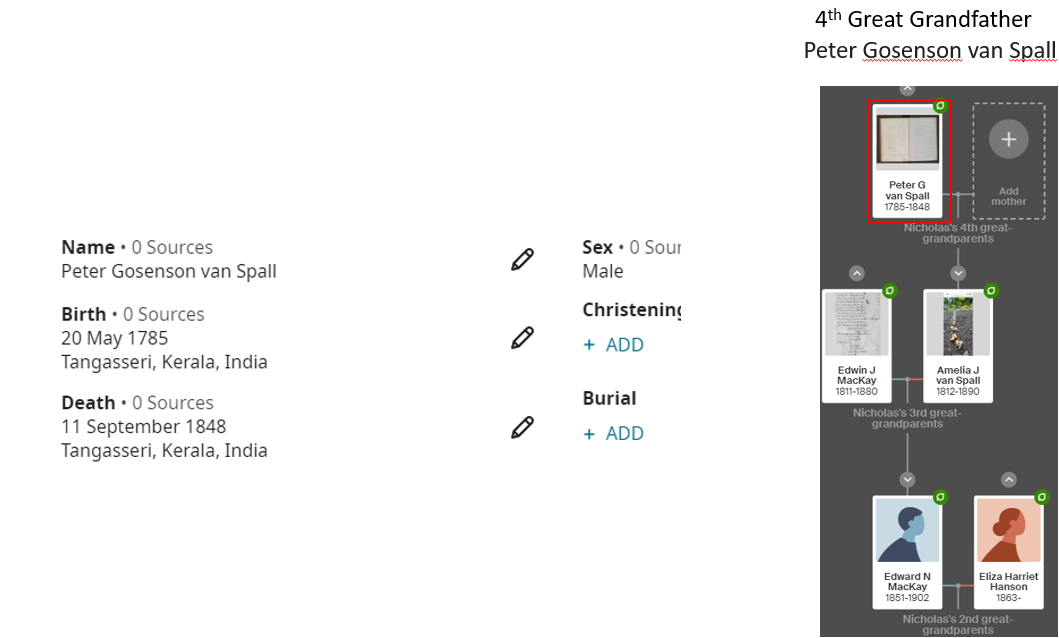 4th Great Grandfather
Peter Gosenson van Spall
Name • 0 Sources
Peter Gosenson van Spall
Birth • 0 Sources
20 May 1785
Tangasseri, Kerala, India
Death • 0 Sources
11 September 1848
Tangasseri, Kerala, India
Sex • 0 Sour
Male
Christening
+ ADD
Burial
+ ADD
Peter G
van Spall
1785-1848
Add
mother
Nicholas's 4th great-
grandparents
Edwin J
MacKay
1811-1880
Amelia J
van Spall
1812-1890
Nicholas's 3rd great-
grandparents
Edward N
MacKay
1851-1902
Eliza Harriet
Hanson
1863-
Nicholas's 2nd great-
grandparents